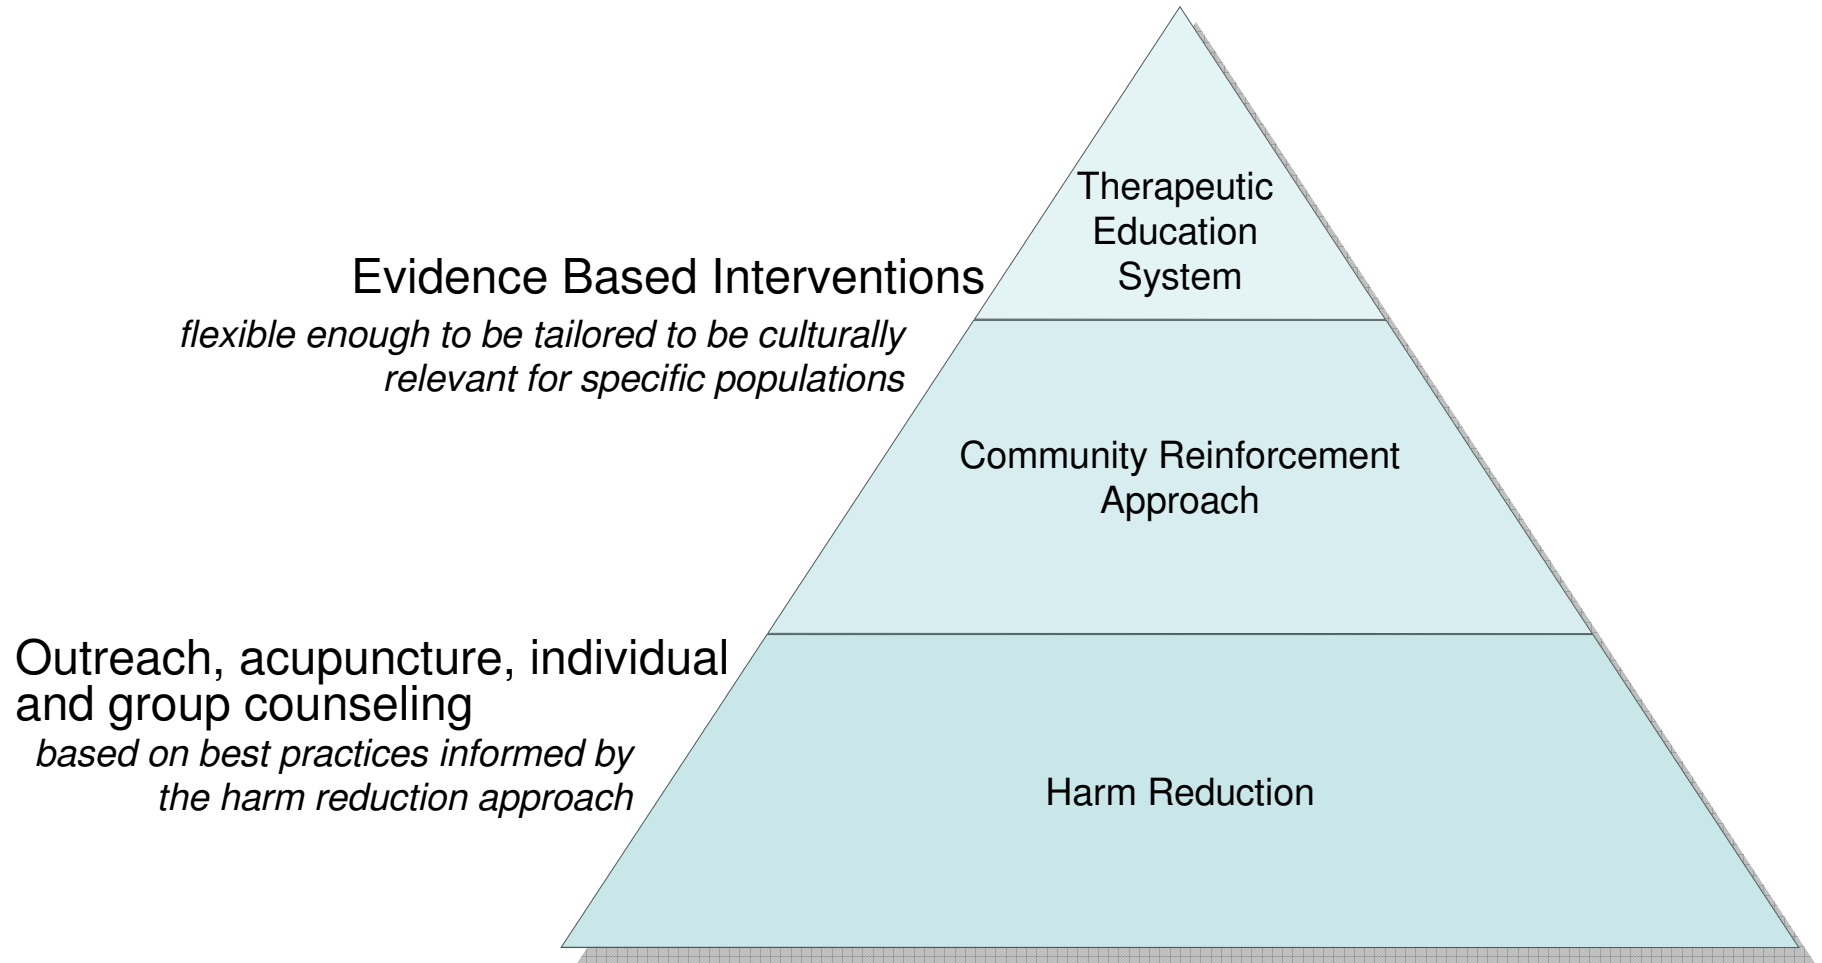 Therapeutic
Education
System
Evidence Based Interventions
flexible enough to be tailored to be culturally
relevant for specific populations
Community Reinforcement
Approach
Outreach, acupuncture, individual
and group counseling
based on best practices informed by
the harm reduction approach
Harm Reduction